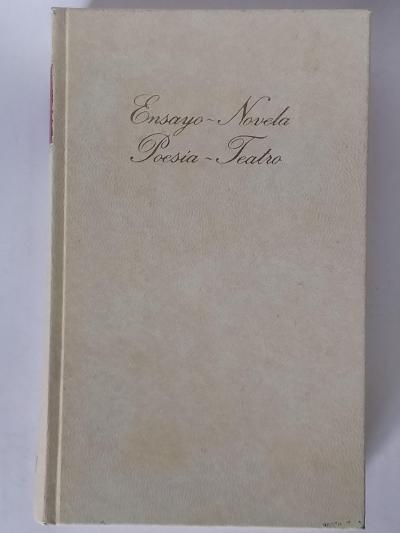 Ensayo - Novela
Poesía - Teatro